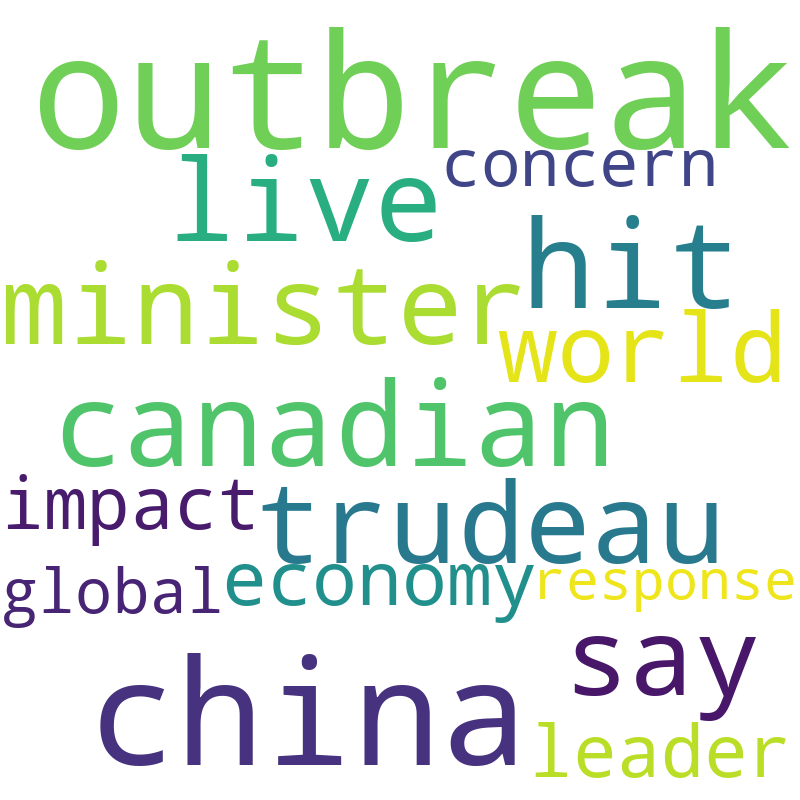 outbreak
concern
live
hit
minister
world
canadian
impact
trudeau
global
economy
response
say
china
leader